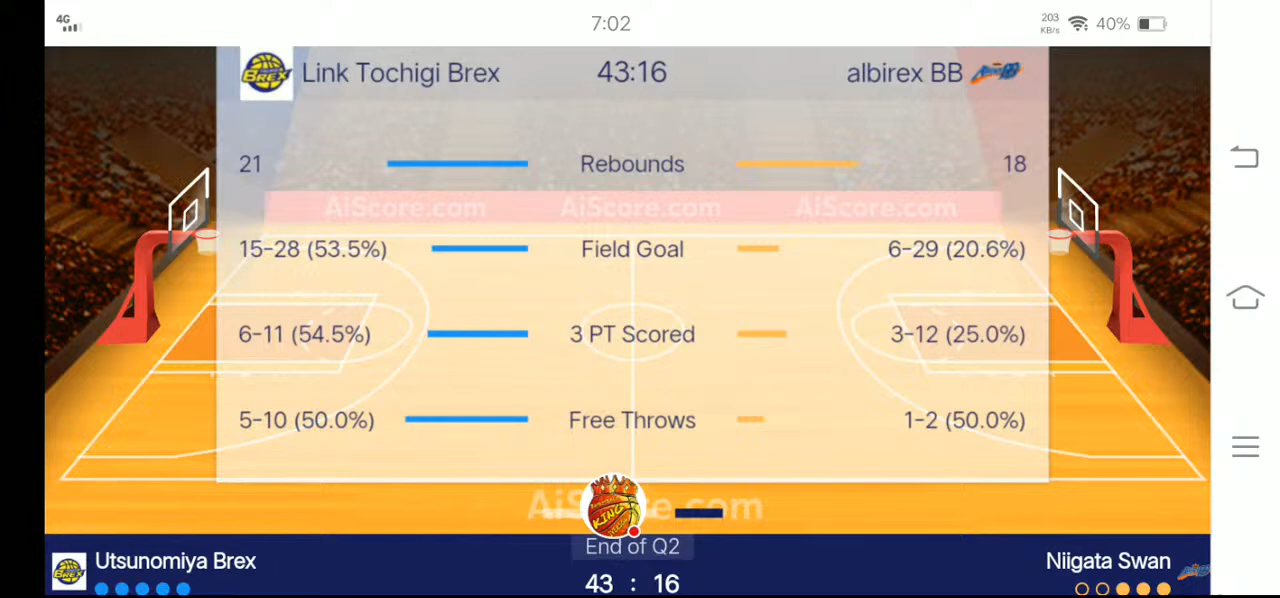 4G
7:02
203
KB/s
40%
BREX Link Tochigi Brex 43:16 albirex BB
21 Rebounds 18
AiScore.com AiScore.com AiScore.com
15-28 (53.5%) Field Goal 6-29 (20.6%)
6-11 (54.5%) 3 PT Scored 3-12 (25.0%)
5-10 (50.0%) Free Throws 1-2 (50.0%)
KING
End of Q2
BREX Utsunomiya Brex 43 : 16 Niigata Swan